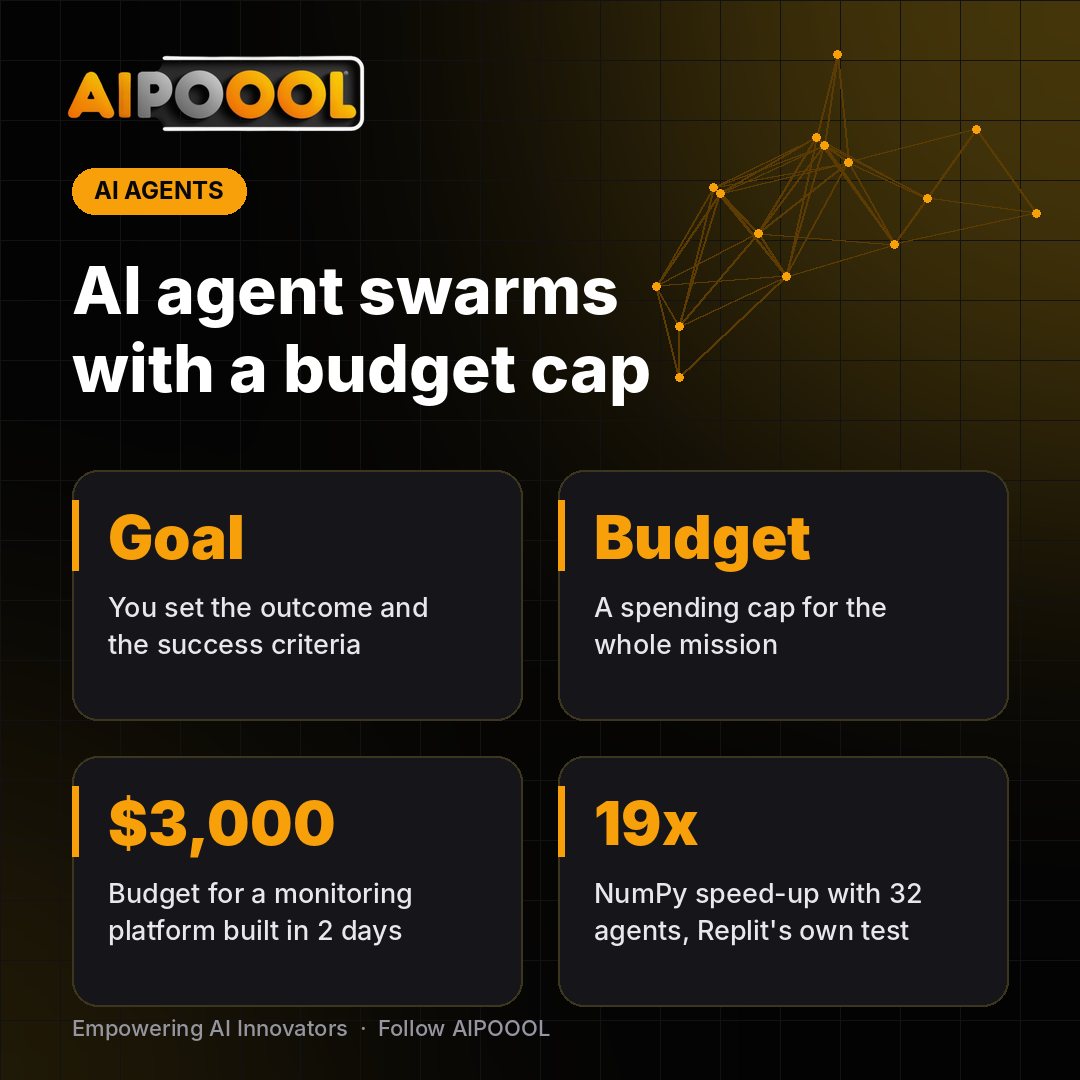 AIPOOOL
AI AGENTS
AI agent swarms
with a budget cap
Goal
You set the outcome and
the success criteria
Budget
A spending cap for the
whole mission
$3,000
Budget for a monitoring
platform built in 2 days
19x
NumPy speed-up with 32
agents, Replit's own test
Empowering AI Innovators · Follow AIPOOOL